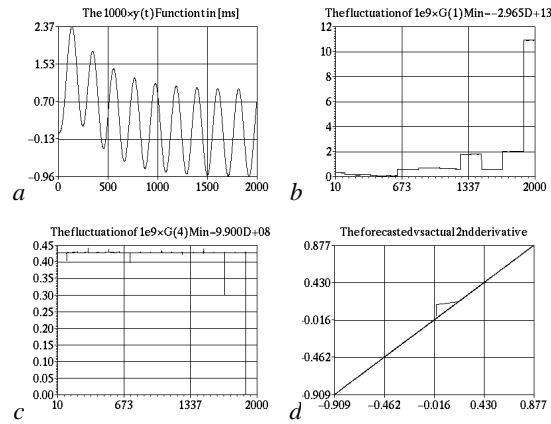 The 1000×y(t) Function t in [ms]
2.37
1.53
0.70
−0.13
−0.96
0 500 1000 1500 2000
a
The fluctuation of 1e9×G(1) Min−−2.965D+13
12
10
8
6
4
2
0
10 673 1337 2000
b
The fluctuation of 1e9×G(4) Min−9.900D+08
0.45
0.40
0.35
0.30
0.25
0.20
0.15
0.10
0.05
0.00
10 673 1337 2000
c
The forecasted vs actual 2nd derivative
0.877
0.430
−0.016
−0.462
−0.909
−0.909 −0.462 −0.016 0.430 0.877
d